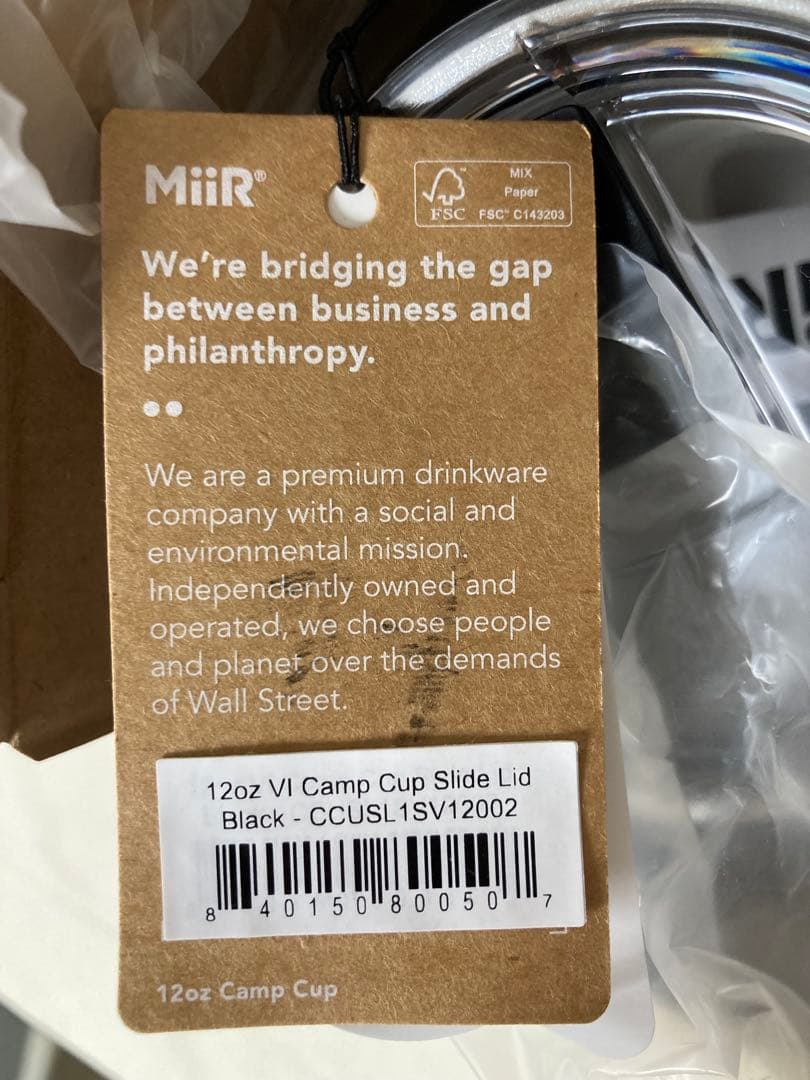 MiiR®
MIX
Paper
FSC™
FSC™ C143203
We're bridging the gap
between business and
philanthropy.
We are a premium drinkware
company with a social and
environmental mission.
Independently owned and
operated, we choose people
and planet over the demands
of Wall Street.
12oz VI Camp Cup Slide Lid
Black - CCUSL1SV12002
8 40150 80050 7
12oz Camp Cup